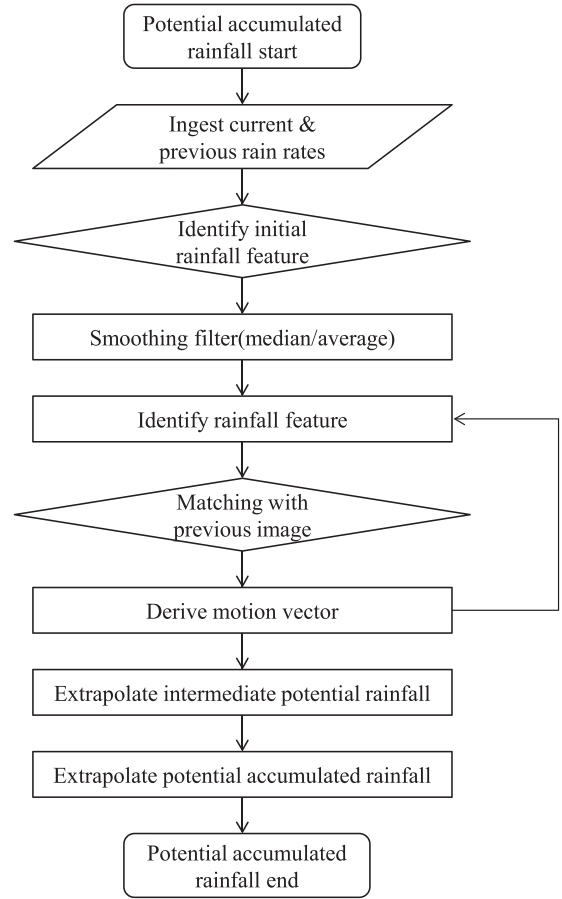 Potential accumulated
rainfall start
Ingest current &
previous rain rates
Identify initial
rainfall feature
Smoothing filter(median/average)
Identify rainfall feature
Matching with
previous image
Derive motion vector
Extrapolate intermediate potential rainfall
Extrapolate potential accumulated rainfall
Potential accumulated
rainfall end